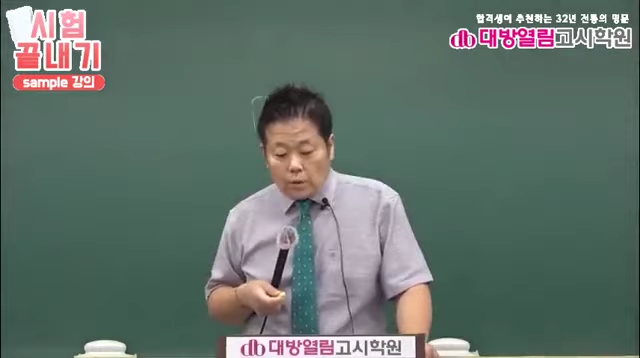 시험
끝내기
sample 강의
합격생이 추천하는 32년 전통의 명문
db 대방열림고시학원
db 대방열림고시학원